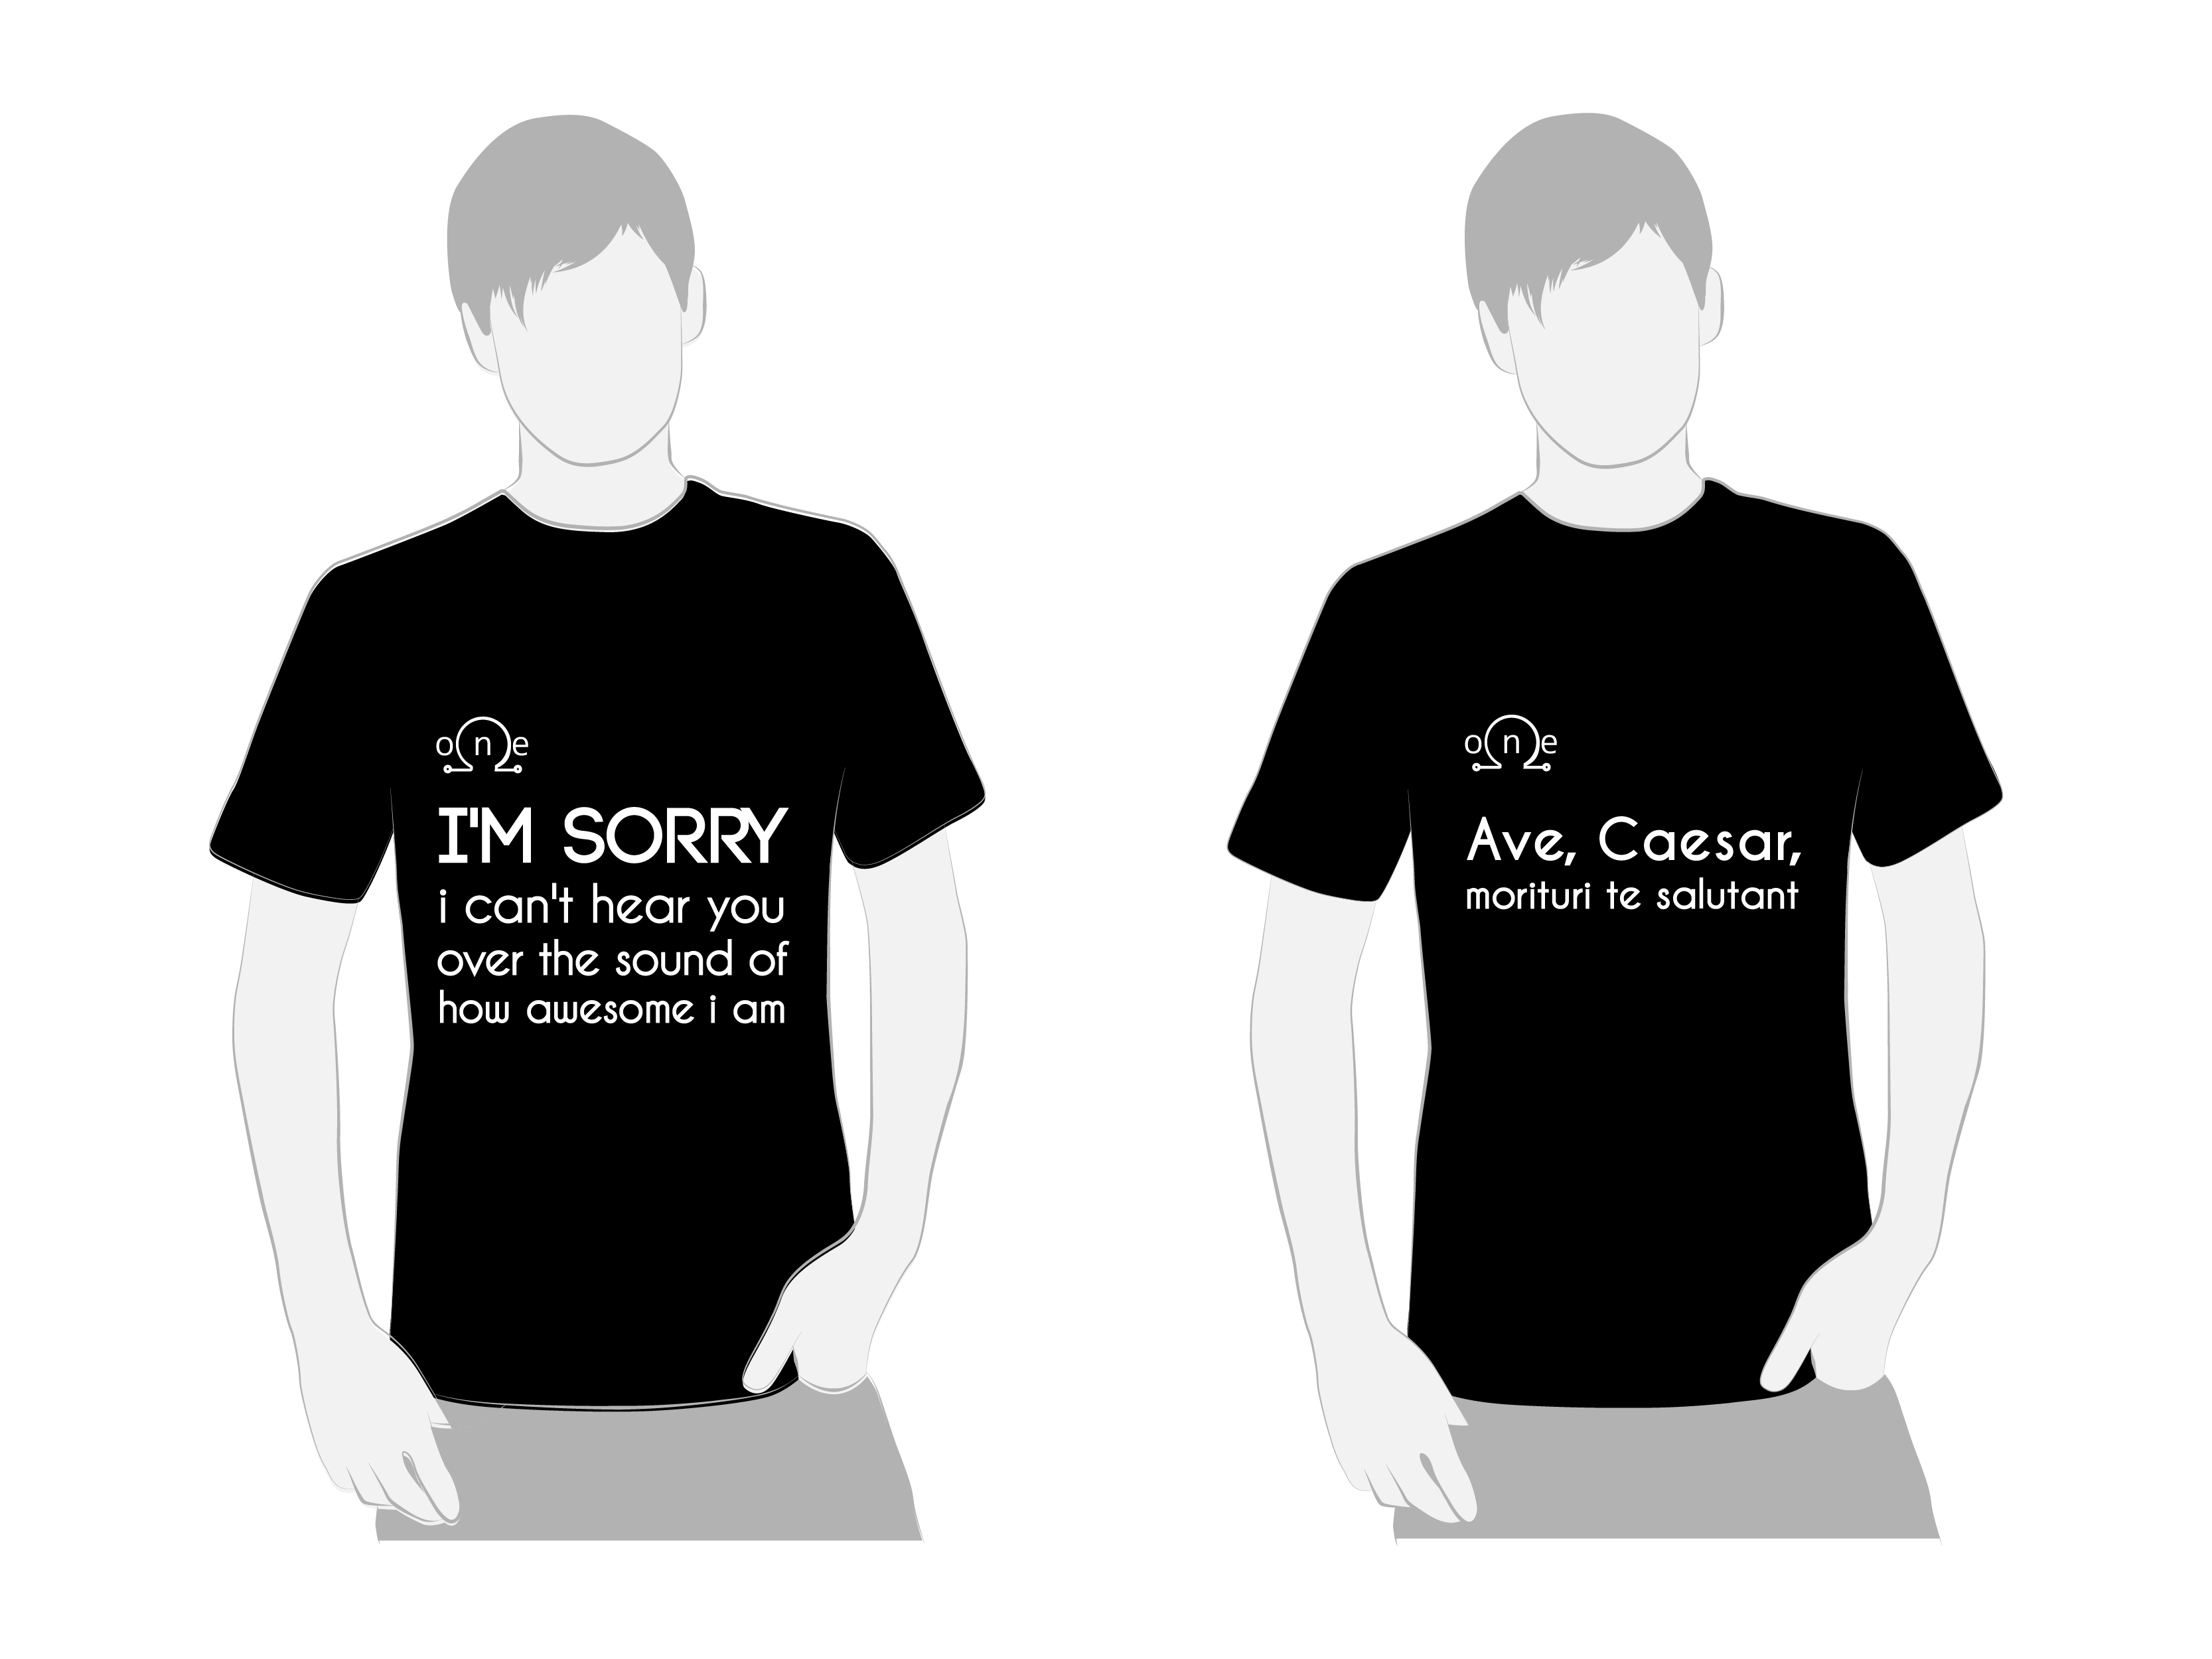 one
I'M SORRY
i can't hear you
over the sound of
how awesome i am
one
Ave, Caesar,
morituri te salutant